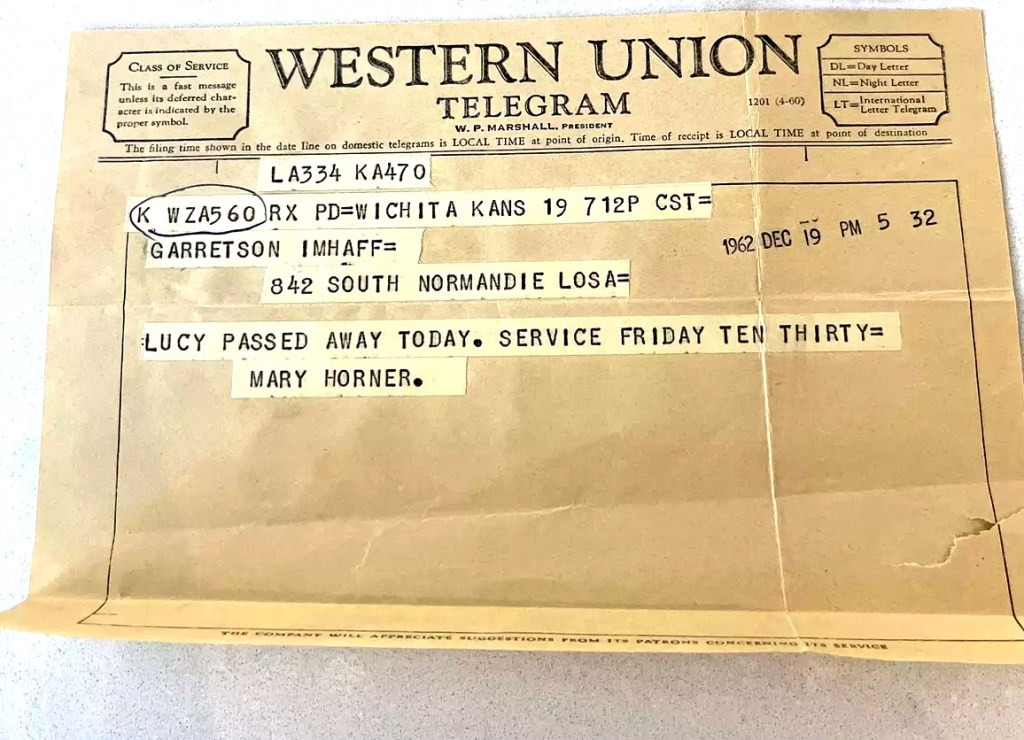 CLASS OF SERVICE
This is a fast message
unless its deferred char-
acter is indicated by the
proper symbol.
WESTERN UNION
TELEGRAM
W. P. MARSHALL, PRESIDENT
1201 (4-60)
SYMBOLS
DL=Day Letter
NL=Night Letter
LT=International
Letter Telegram
The filing time shown in the date line on domestic telegrams is LOCAL TIME at point of origin. Time of receipt is LOCAL TIME at point of destination
LA334 KA470
K WZA560 RX PD=WICHITA KANS 19 712P CST=
1962 DEC 19 PM 5 32
GARRETSON IMHAFF=
842 SOUTH NORMANDIE LOSA=
LUCY PASSED AWAY TODAY. SERVICE FRIDAY TEN THIRTY=
MARY HORNER.
THE COMPANY WILL APPRECIATE SUGGESTIONS FROM ITS PATRONS CONCERNING ITS SERVICE